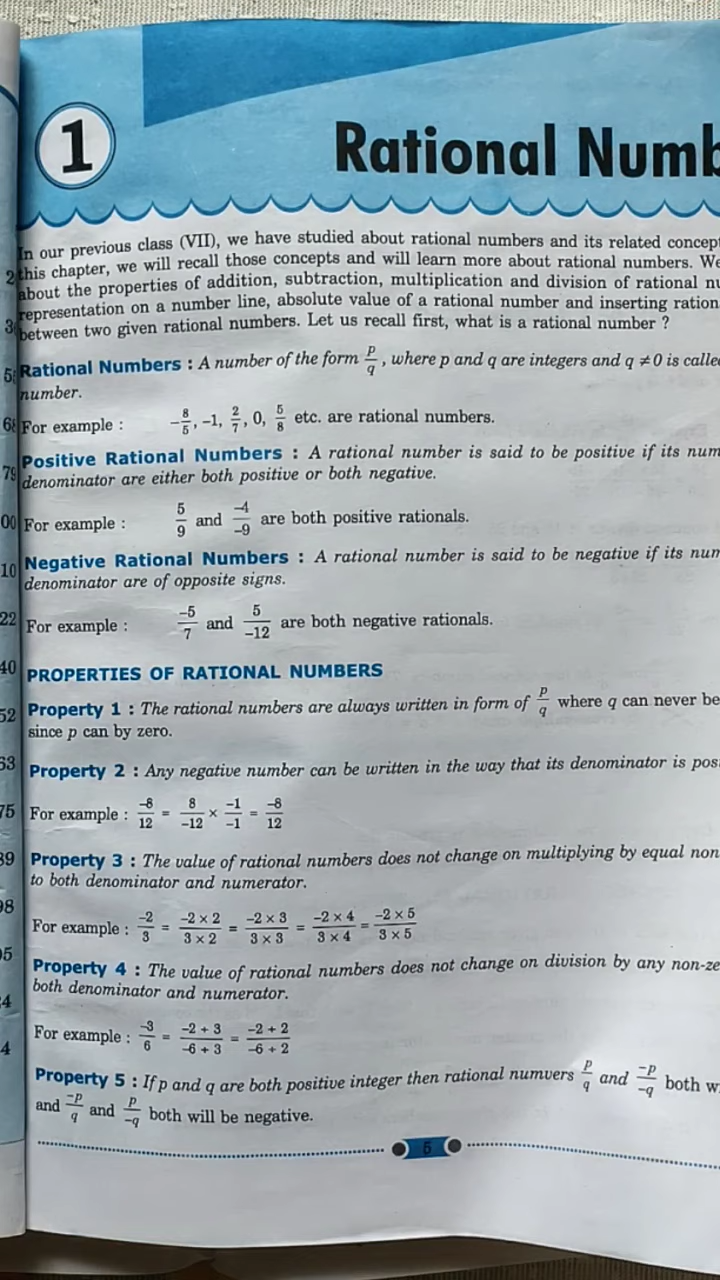 1
Rational Numb
In our previous class (VII), we have studied about rational numbers and its related concept
this chapter, we will recall those concepts and will learn more about rational numbers. We
about the properties of addition, subtraction, multiplication and division of rational nu
representation on a number line, absolute value of a rational number and inserting ration
between two given rational numbers. Let us recall first, what is a rational number ?
Rational Numbers : A number of the form p/q, where p and q are integers and q ≠ 0 is calle
number.
For example : -8/5, -1, 2/7, 0, 5/8 etc. are rational numbers.
Positive Rational Numbers : A rational number is said to be positive if its num
denominator are either both positive or both negative.
For example : 5/9 and -4/-9 are both positive rationals.
Negative Rational Numbers : A rational number is said to be negative if its num
denominator are of opposite signs.
For example : -5/7 and 5/-12 are both negative rationals.
PROPERTIES OF RATIONAL NUMBERS
Property 1 : The rational numbers are always written in form of p/q where q can never be
since p can by zero.
Property 2 : Any negative number can be written in the way that its denominator is pos
For example : -8/12 = 8/-12 × -1/-1 = -8/12
Property 3 : The value of rational numbers does not change on multiplying by equal non
to both denominator and numerator.
For example : -2/3 = -2 × 2/3 × 2 = -2 × 3/3 × 3 = -2 × 4/3 × 4 = -2 × 5/3 × 5
Property 4 : The value of rational numbers does not change on division by any non-ze
both denominator and numerator.
For example : -3/6 = -2 + 3/-6 + 3 = -2 + 2/-6 + 2
Property 5 : If p and q are both positive integer then rational numvers p/q and -p/-q both w
and -p/q and p/-q both will be negative.
5